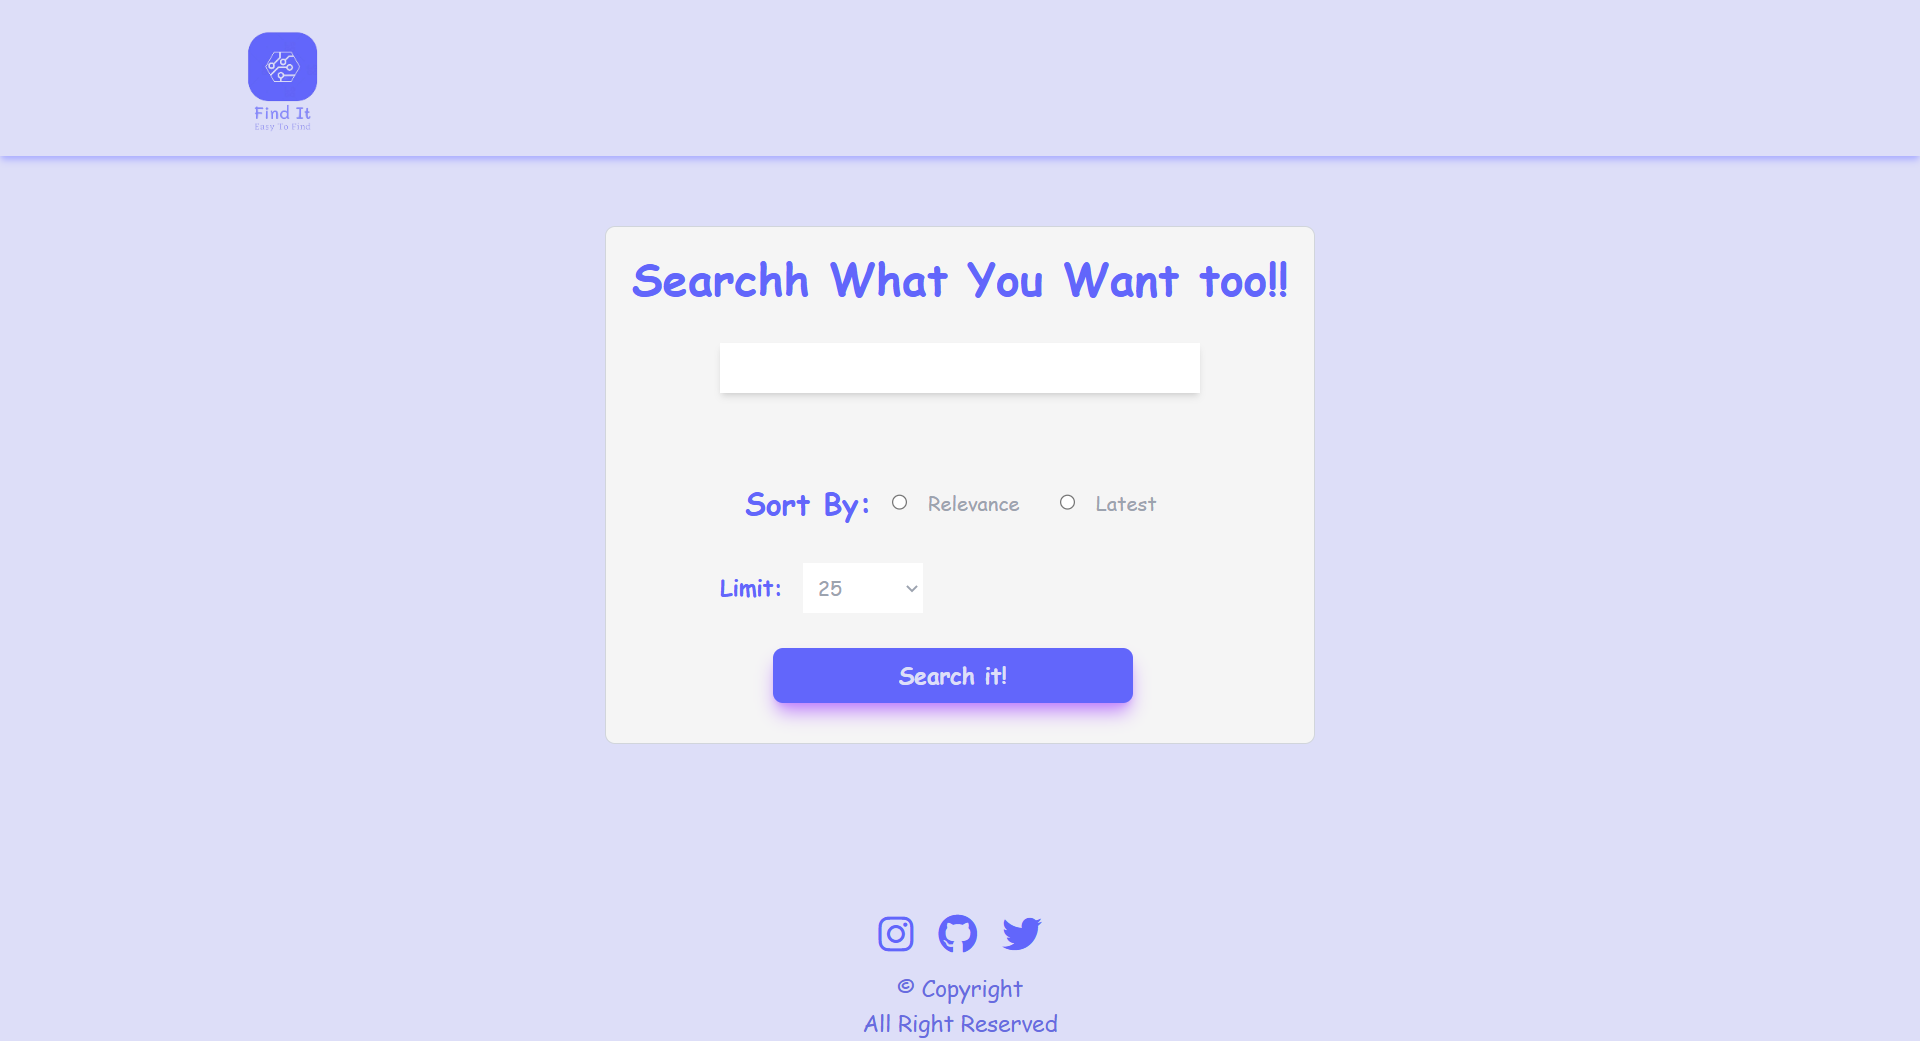 Find It
Easy To Find
Searchh What You Want too!!
Sort By: Relevance Latest
Limit: 25
Search it!
© Copyright
All Right Reserved